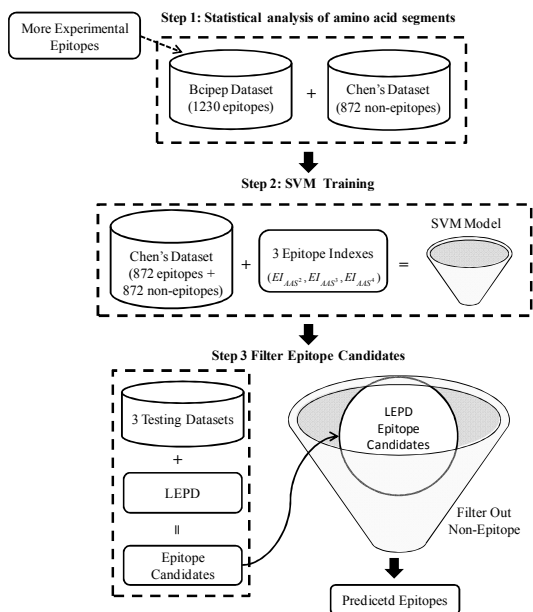 Step 1: Statistical analysis of amino acid segments
More Experimental
Epitopes
Bcipep Dataset
(1230 epitopes)
+
Chen's Dataset
(872 non-epitopes)
Step 2: SVM Training
Chen's Dataset
(872 epitopes +
872 non-epitopes)
+
3 Epitope Indexes
(EI_AAS², EI_AAS³, EI_AAS⁴)
=
SVM Model
Step 3 Filter Epitope Candidates
3 Testing Datasets
+
LEPD
=
Epitope
Candidates
LEPD
Epitope
Candidates
Filter Out
Non-Epitope
Predicetd Epitopes